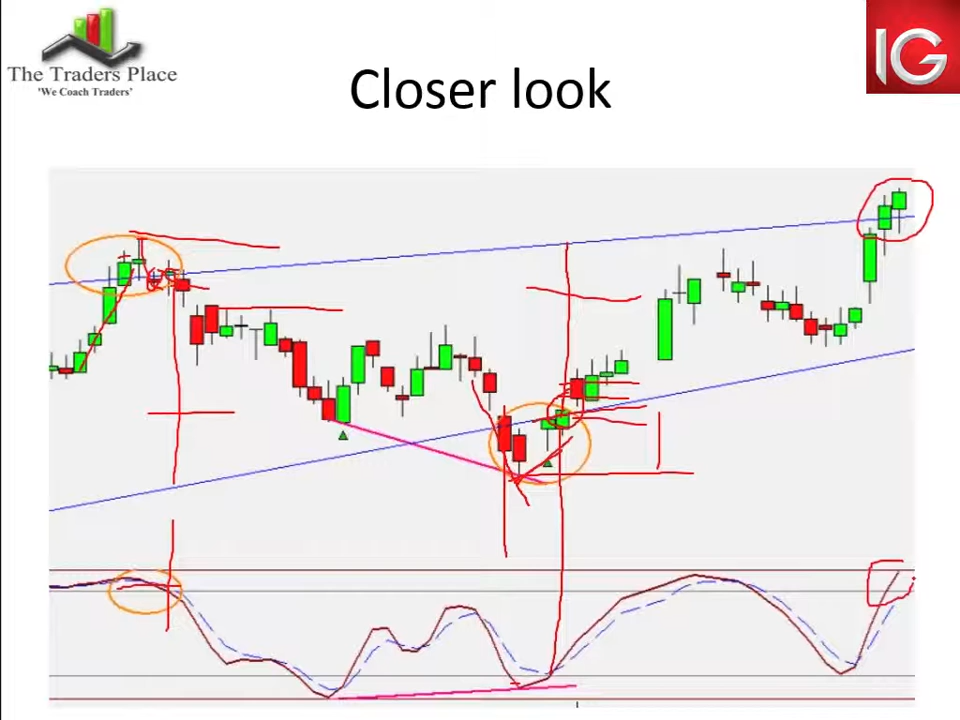 The Traders Place
'We Coach Traders'
IG
Closer look